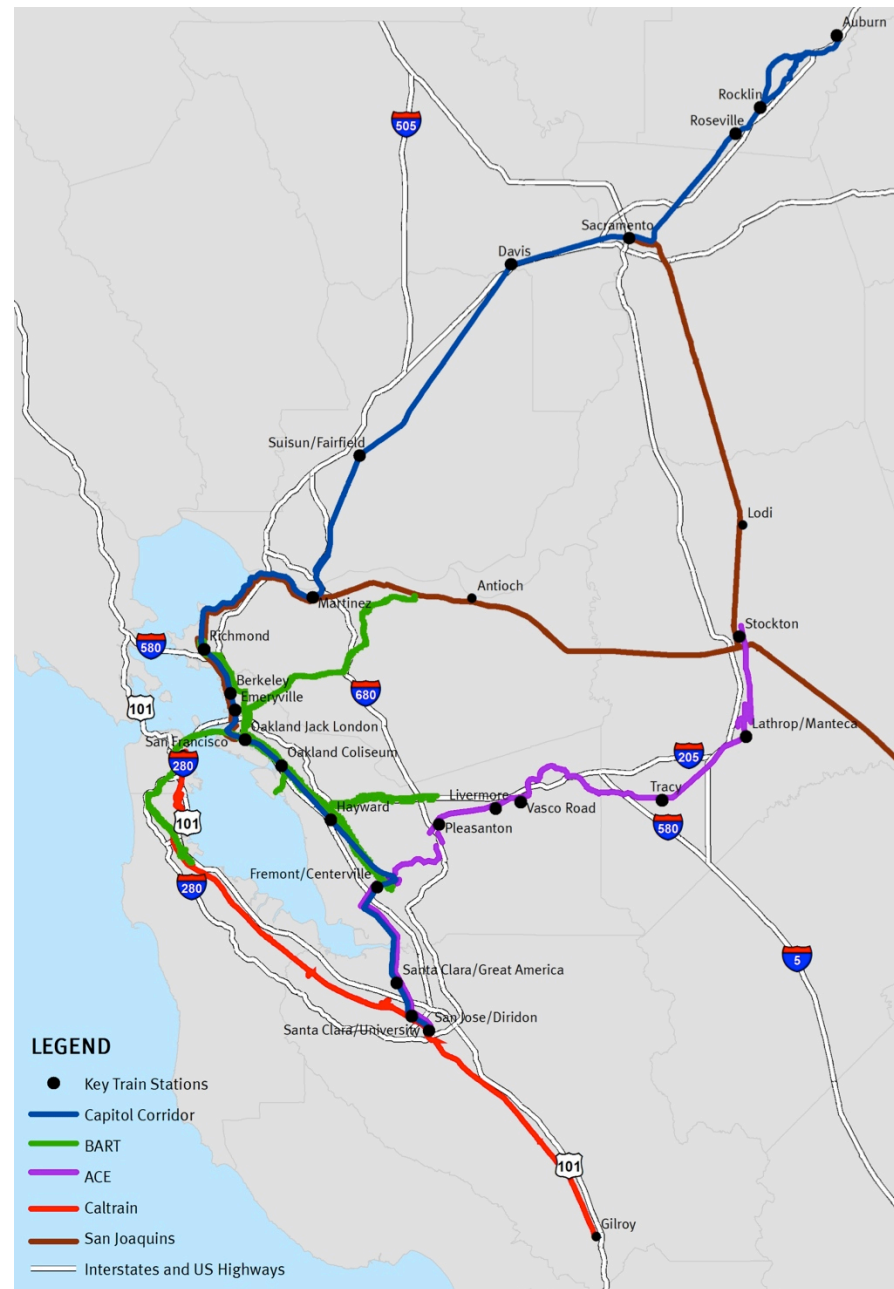 Auburn
Rocklin
Roseville
505
Sacramento
Davis
Suisun/Fairfield
Lodi
Antioch
Martinez
Stockton
580
Richmond
680
Berkeley
Emeryville
101
Oakland Jack London
San Francisco
Lathrop/Manteca
280
Oakland Coliseum
205
Livermore
Tracy
Vasco Road
Hayward
101
580
Pleasanton
Fremont/Centerville
280
5
Santa Clara/Great America
San Jose/Diridon
Santa Clara/University
LEGEND
Key Train Stations
Capitol Corridor
BART
ACE
101
Caltrain
Gilroy
San Joaquins
Interstates and US Highways